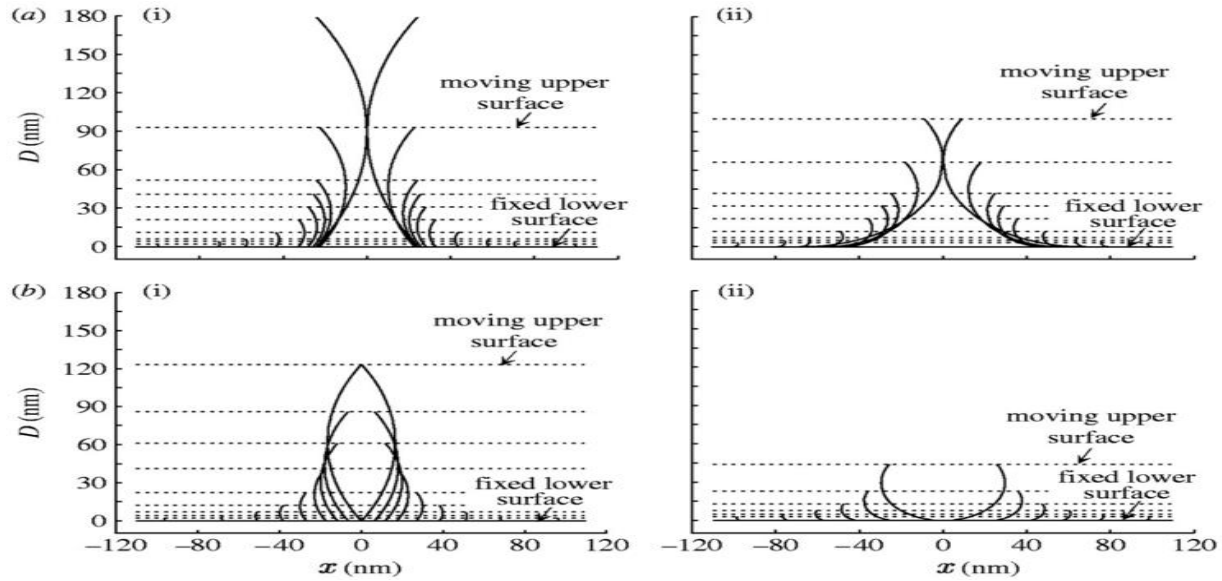 (a)
(i)
(ii)
180
150
120
90
60
30
0
D (nm)
moving upper
surface
fixed lower
surface
moving upper
surface
fixed lower
surface
(b)
(i)
(ii)
180
150
120
90
60
30
0
D (nm)
moving upper
surface
fixed lower
surface
moving upper
surface
fixed lower
surface
−120 −80 −40 0 40 80 120
x (nm)
−120 −80 −40 0 40 80 120
x (nm)